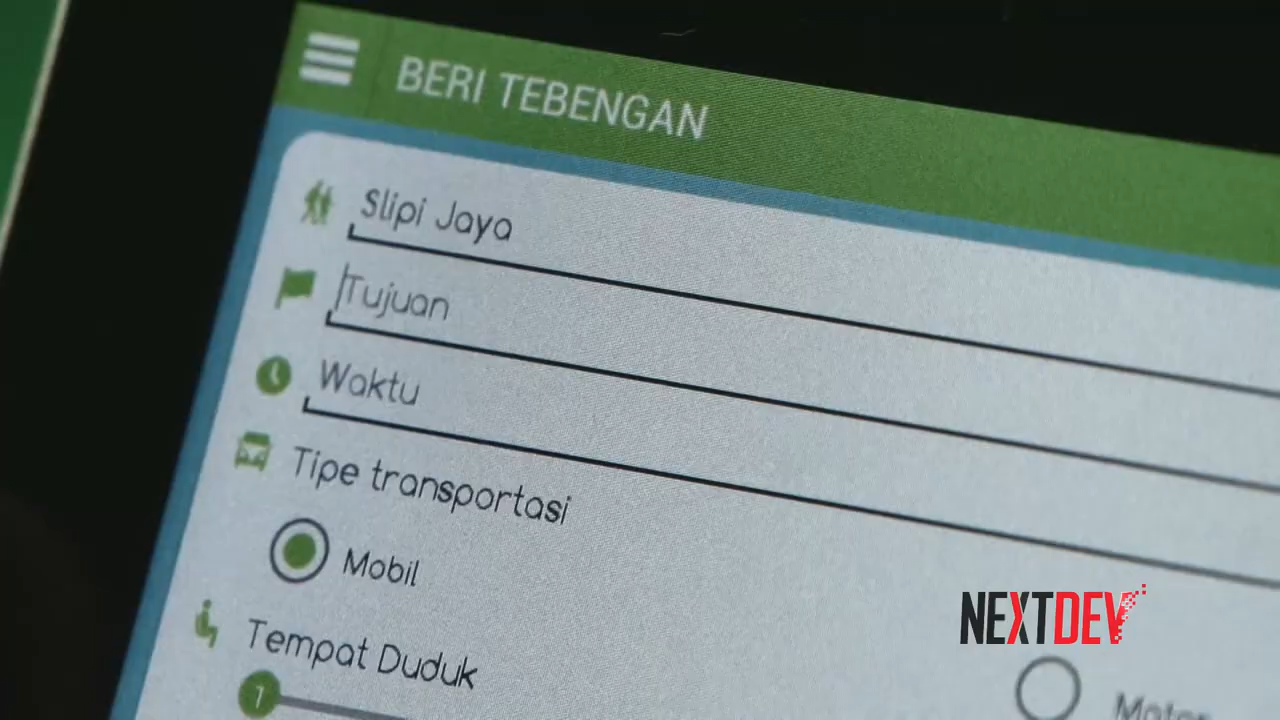 BERI TEBENGAN
Slipi Jaya
Tujuan
Waktu
Tipe transportasi
Mobil
NEXTDEV
Tempat Duduk
1